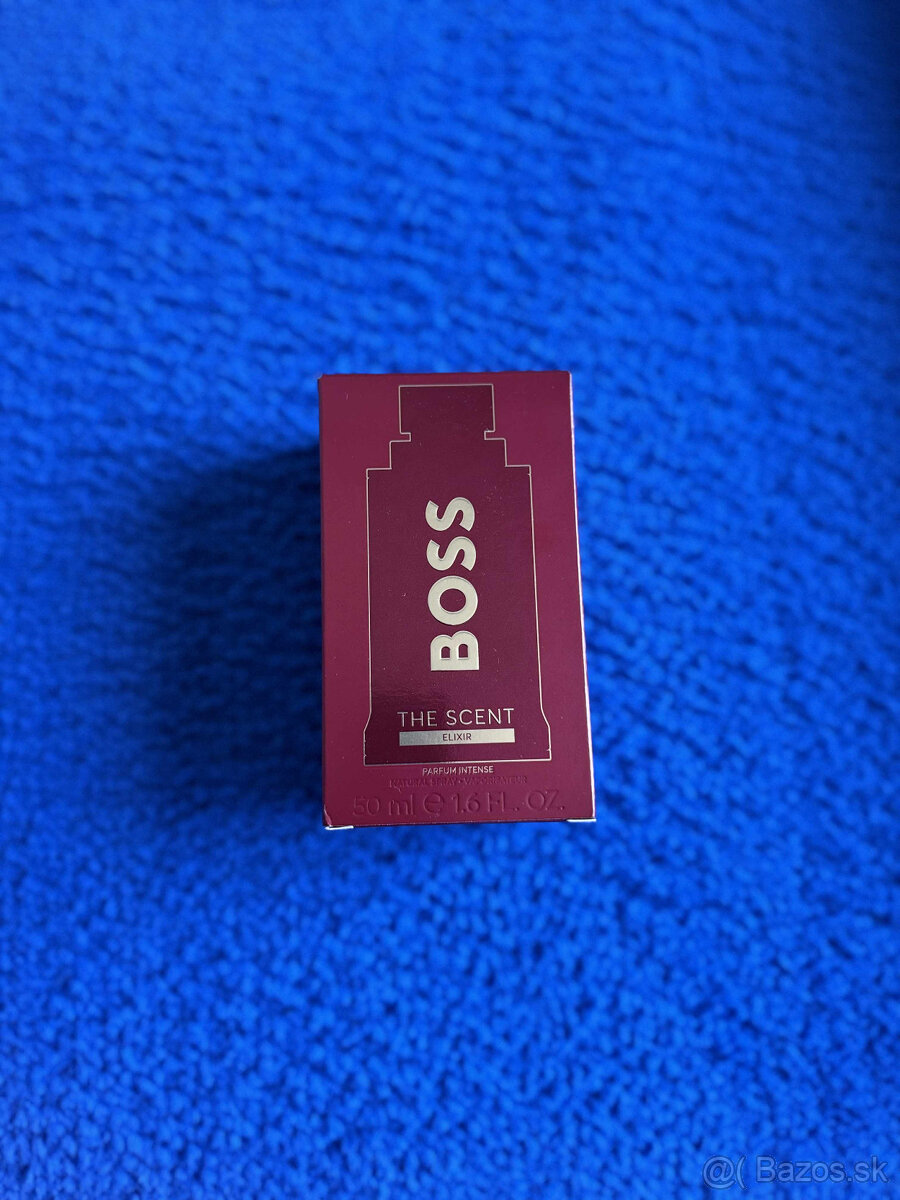 BOSS
THE SCENT
ELIXIR
PARFUM INTENSE
NATURAL SPRAY • VAPORISATEUR
50 ml ℮ 1.6 FL. OZ.
@( Bazos.sk